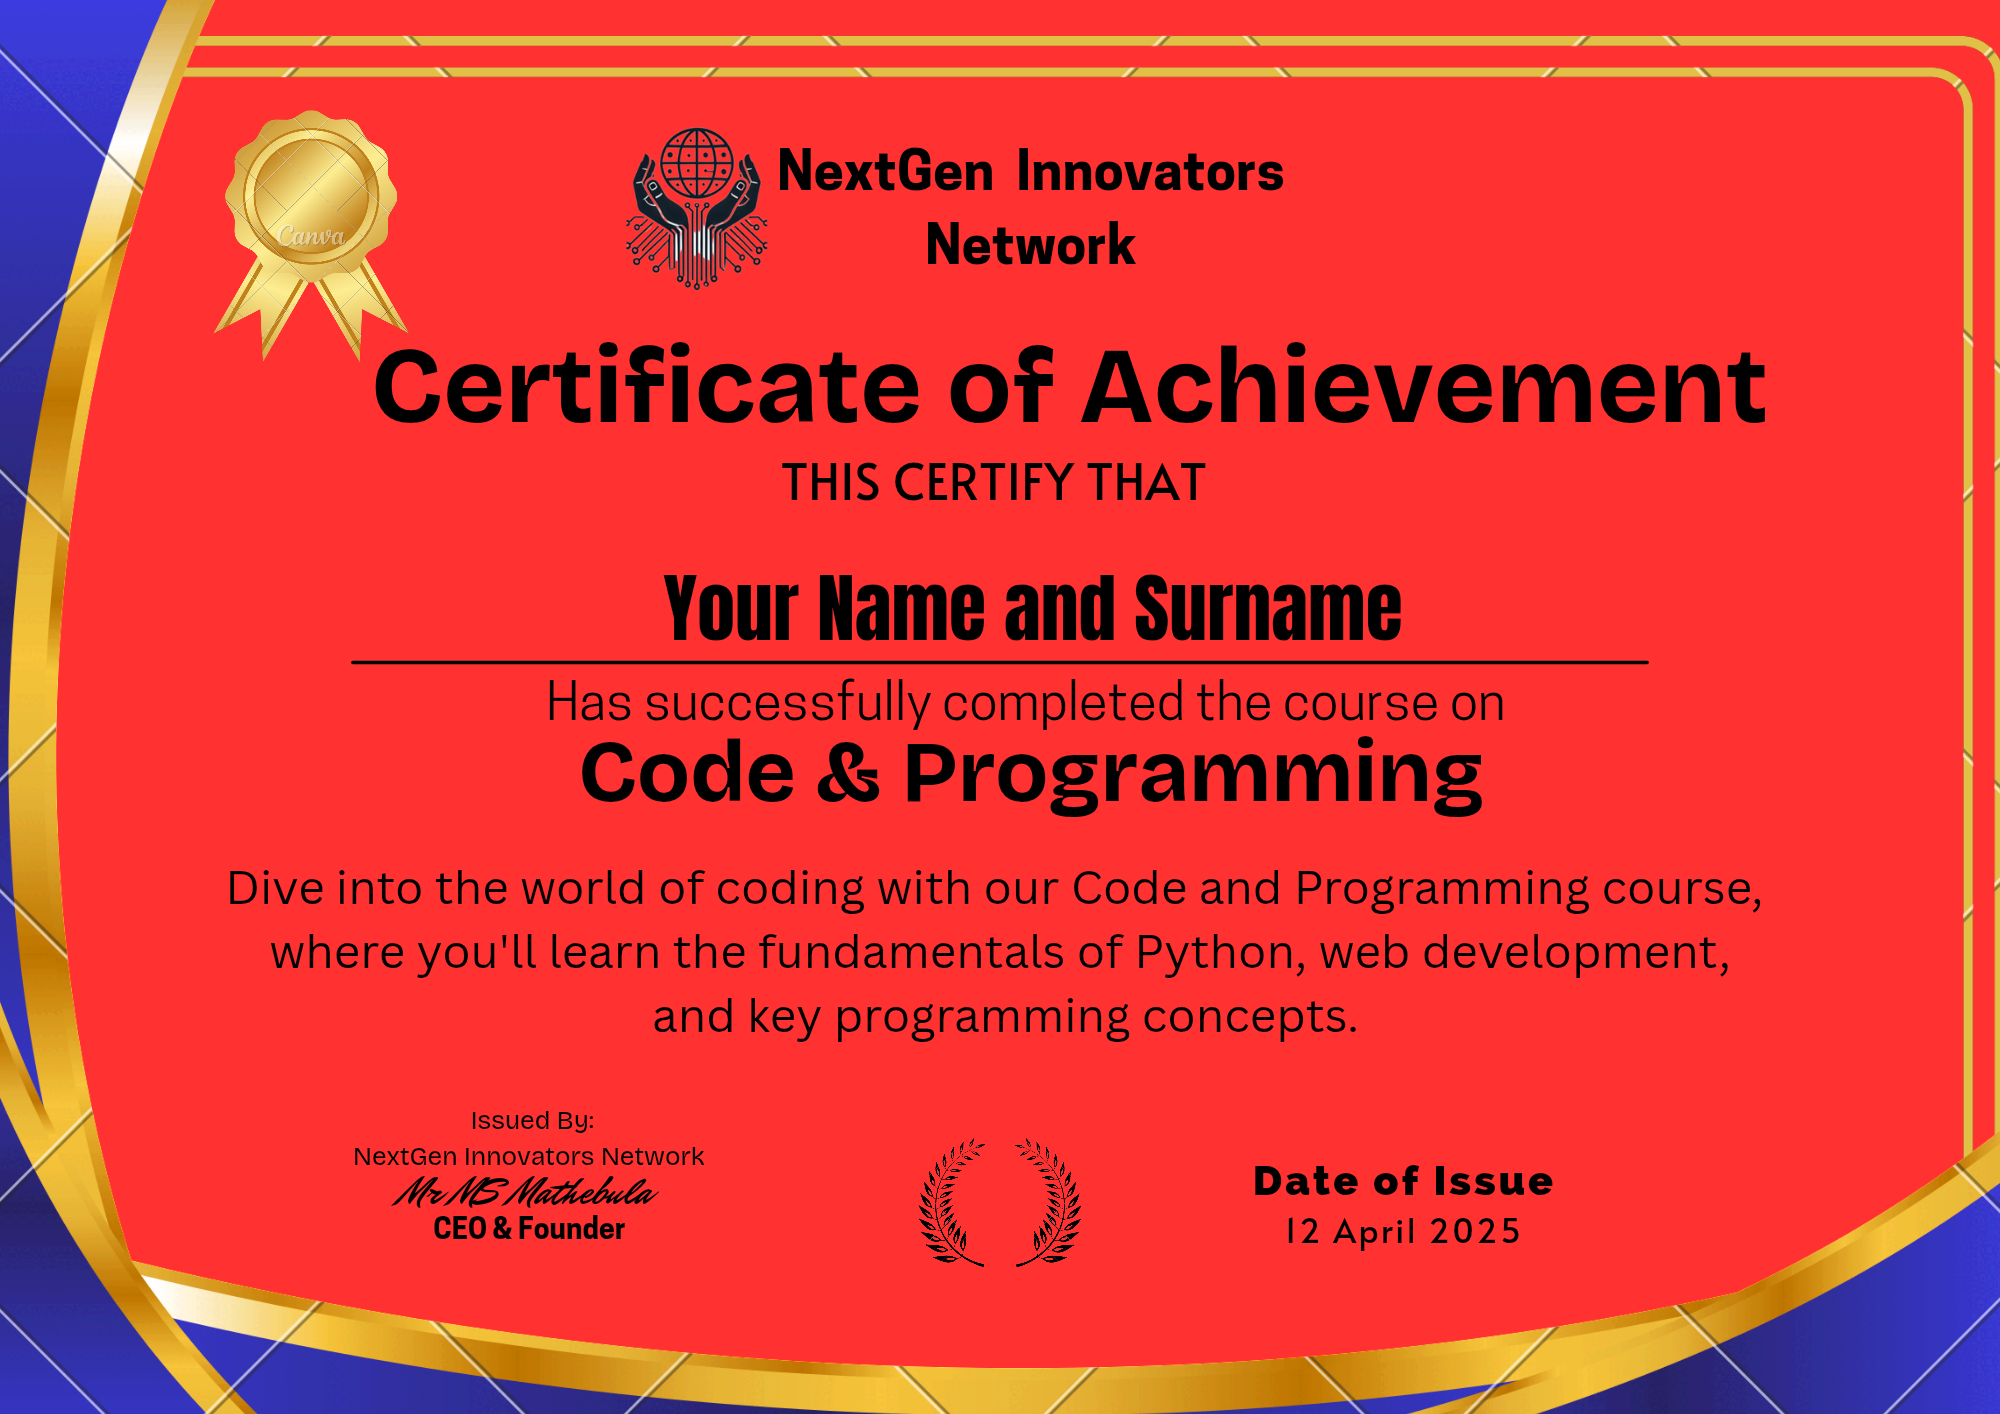 Canva
NextGen Innovators
Network
Certificate of Achievement
THIS CERTIFY THAT
Your Name and Surname
Has successfully completed the course on
Code & Programming
Dive into the world of coding with our Code and Programming course,
where you'll learn the fundamentals of Python, web development,
and key programming concepts.
Issued By:
NextGen Innovators Network
Mr MS Mathebula
CEO & Founder
Date of Issue
12 April 2025